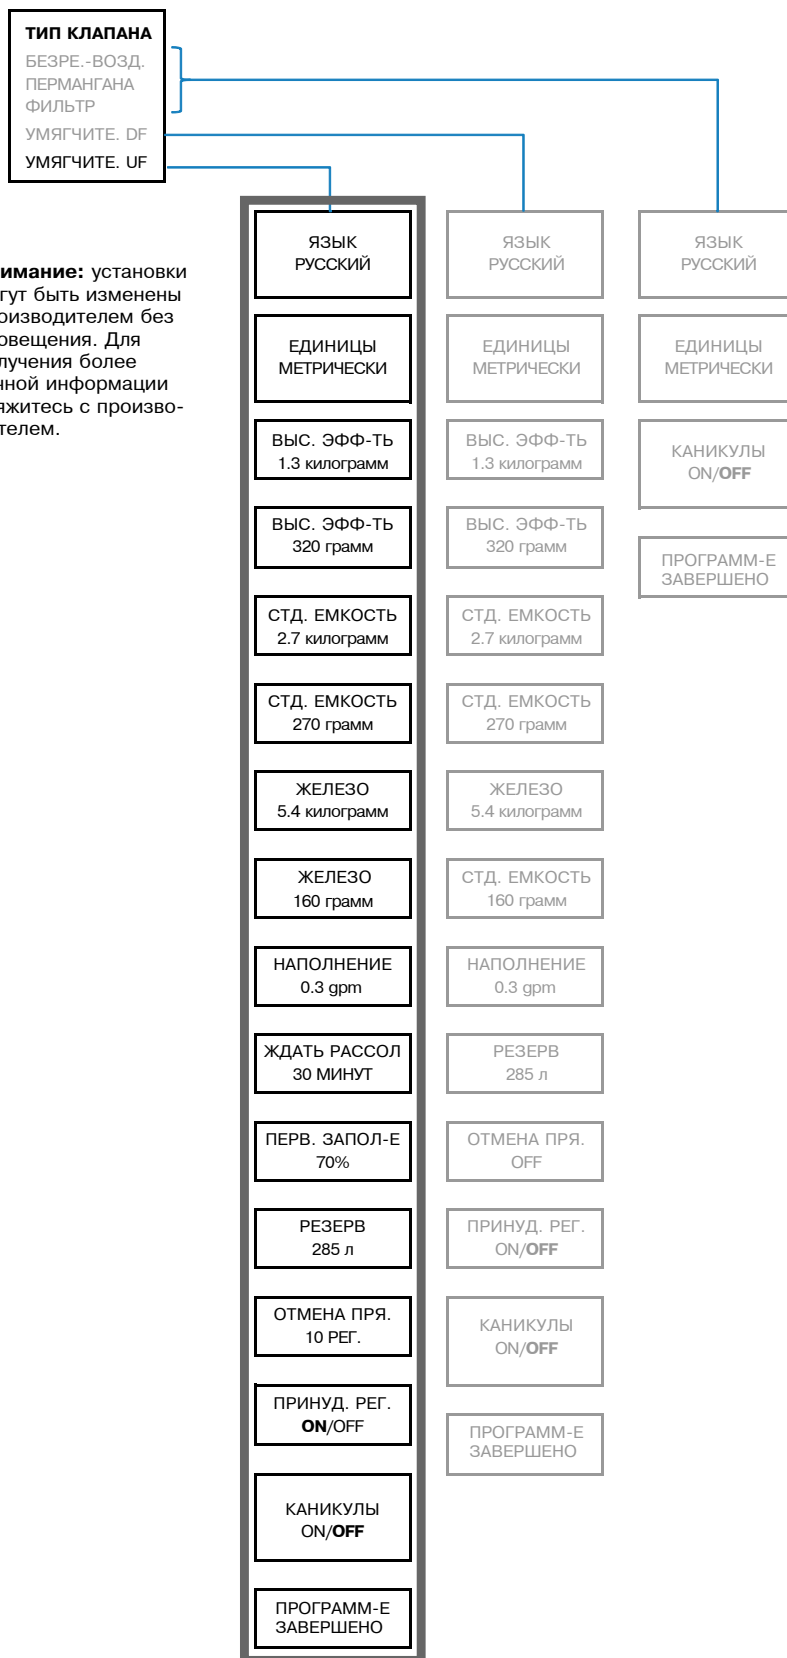 ТИП КЛАПАНА
БЕЗРЕ.-ВОЗД.
ПЕРМАНГАНА
ФИЛЬТР
УМЯГЧИТЕ. DF
УМЯГЧИТЕ. UF
имание: установки
гут быть изменены
оизводителем без
овещения. Для
лучения более
чной информации
яжитесь с произво-
телем.
ЯЗЫК
РУССКИЙ
ЕДИНИЦЫ
МЕТРИЧЕСКИ
ВЫС. ЭФФ-ТЬ
1.3 килограмм
ВЫС. ЭФФ-ТЬ
320 грамм
СТД. ЕМКОСТЬ
2.7 килограмм
СТД. ЕМКОСТЬ
270 грамм
ЖЕЛЕЗО
5.4 килограмм
ЖЕЛЕЗО
160 грамм
НАПОЛНЕНИЕ
0.3 gpm
ЖДАТЬ РАССОЛ
30 МИНУТ
ПЕРВ. ЗАПОЛ-Е
70%
РЕЗЕРВ
285 л
ОТМЕНА ПРЯ.
10 РЕГ.
ПРИНУД. РЕГ.
ON/OFF
КАНИКУЛЫ
ON/OFF
ПРОГРАММ-Е
ЗАВЕРШЕНО
ЯЗЫК
РУССКИЙ
ЕДИНИЦЫ
МЕТРИЧЕСКИ
ВЫС. ЭФФ-ТЬ
1.3 килограмм
ВЫС. ЭФФ-ТЬ
320 грамм
СТД. ЕМКОСТЬ
2.7 килограмм
СТД. ЕМКОСТЬ
270 грамм
ЖЕЛЕЗО
5.4 килограмм
СТД. ЕМКОСТЬ
160 грамм
НАПОЛНЕНИЕ
0.3 gpm
РЕЗЕРВ
285 л
ОТМЕНА ПРЯ.
OFF
ПРИНУД. РЕГ.
ON/OFF
КАНИКУЛЫ
ON/OFF
ПРОГРАММ-Е
ЗАВЕРШЕНО
ЯЗЫК
РУССКИЙ
ЕДИНИЦЫ
МЕТРИЧЕСКИ
КАНИКУЛЫ
ON/OFF
ПРОГРАММ-Е
ЗАВЕРШЕНО